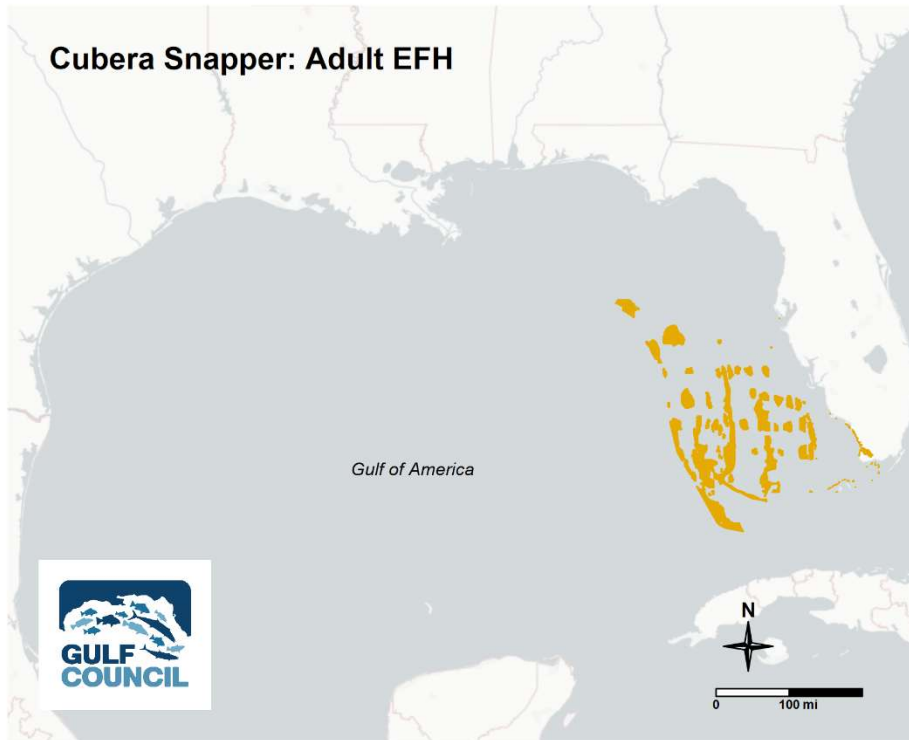 Cubera Snapper: Adult EFH
Gulf of America
GULF
COUNCIL
N
0 100 mi